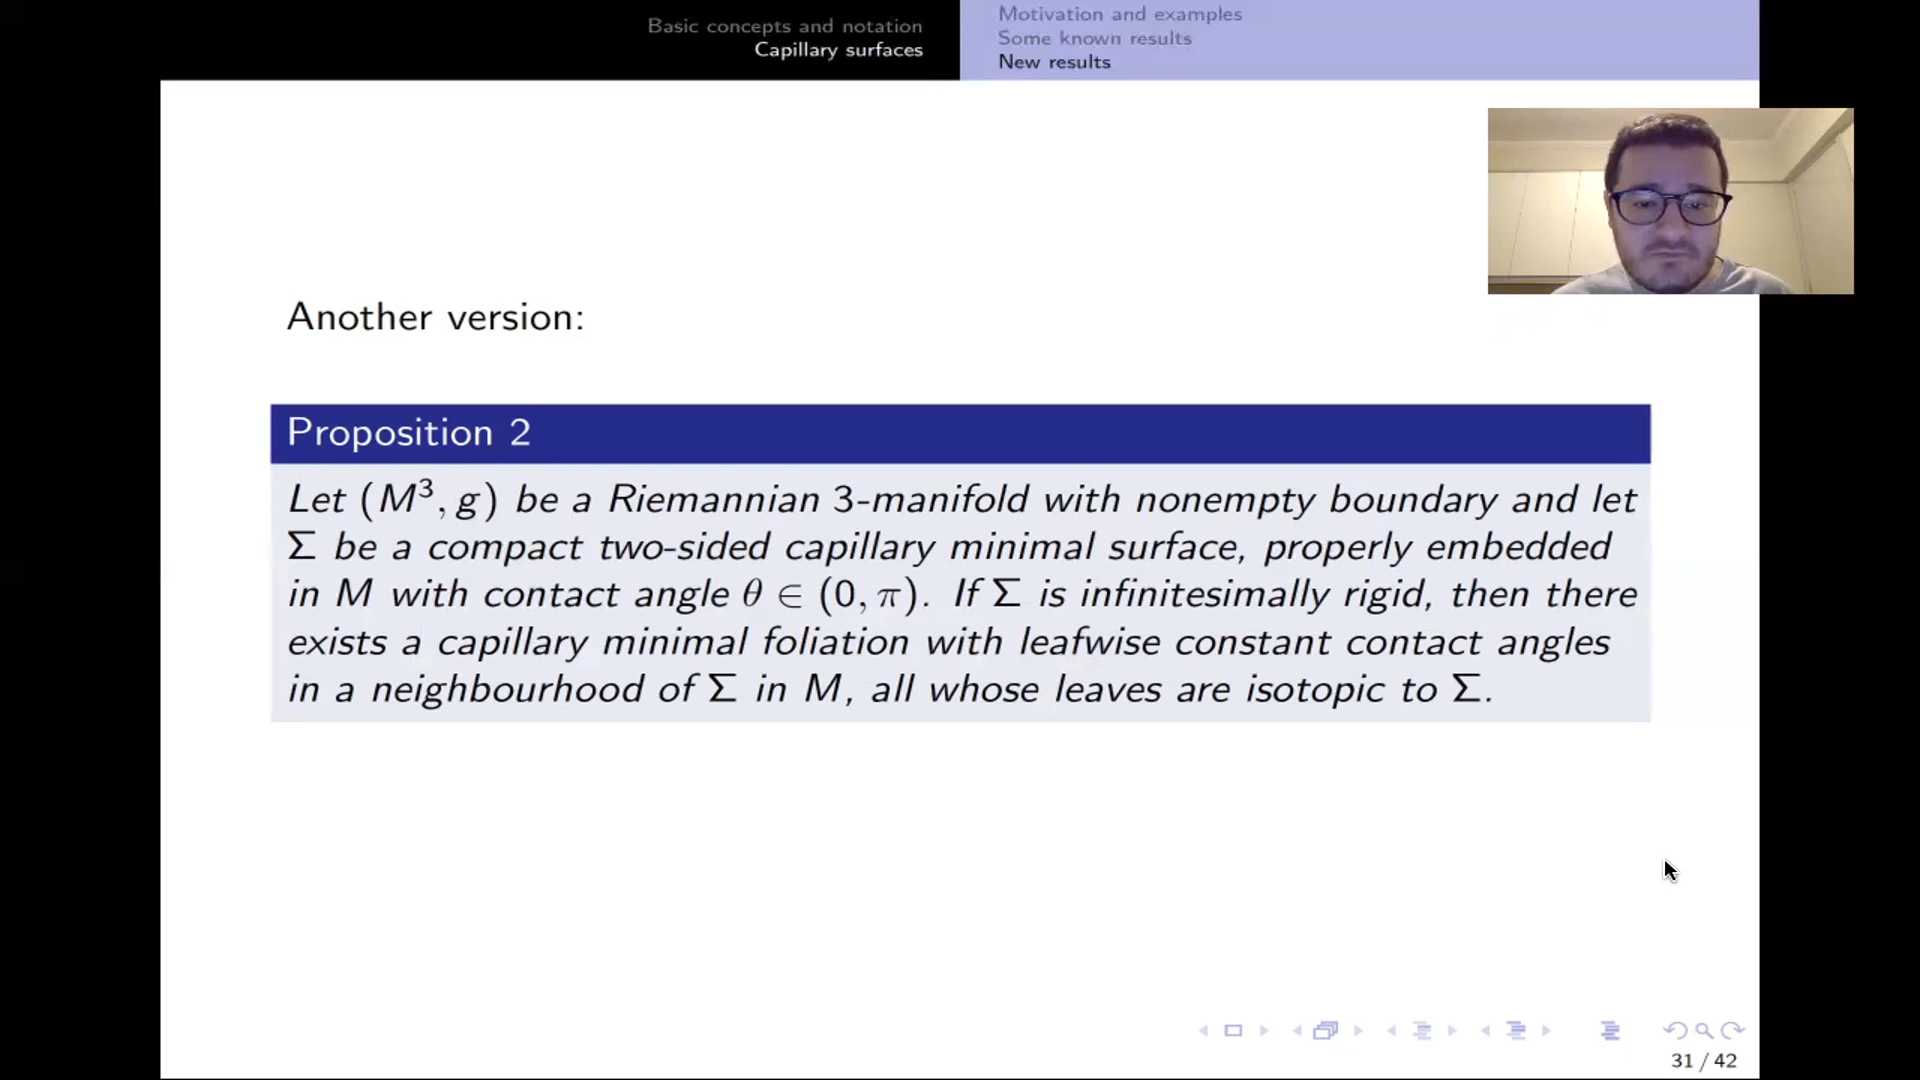 Basic concepts and notation
Capillary surfaces
Motivation and examples
Some known results
New results
Another version:
Proposition 2
Let (M³, g) be a Riemannian 3-manifold with nonempty boundary and let
Σ be a compact two-sided capillary minimal surface, properly embedded
in M with contact angle θ ∈ (0, π). If Σ is infinitesimally rigid, then there
exists a capillary minimal foliation with leafwise constant contact angles
in a neighbourhood of Σ in M, all whose leaves are isotopic to Σ.
31 / 42